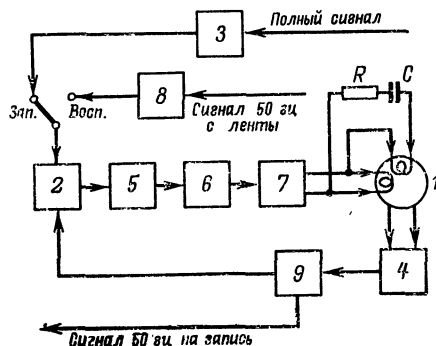 Полный сигнал
3
R
C
Зап.
Восп.
8
Сигнал 50 гц
с ленты
2
5
6
7
1
9
4
Сигнал 50 гц на запись